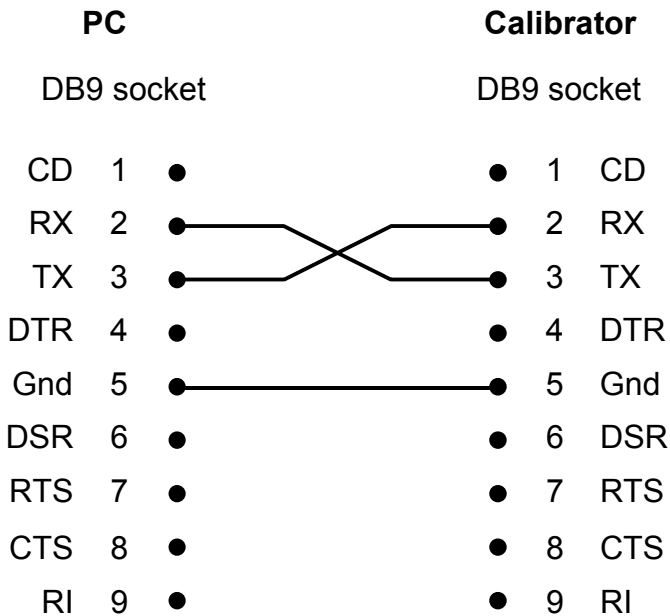 PC Calibrator
DB9 socket DB9 socket
CD 1 1 CD
RX 2 2 RX
TX 3 3 TX
DTR 4 4 DTR
Gnd 5 5 Gnd
DSR 6 6 DSR
RTS 7 7 RTS
CTS 8 8 CTS
RI 9 9 RI